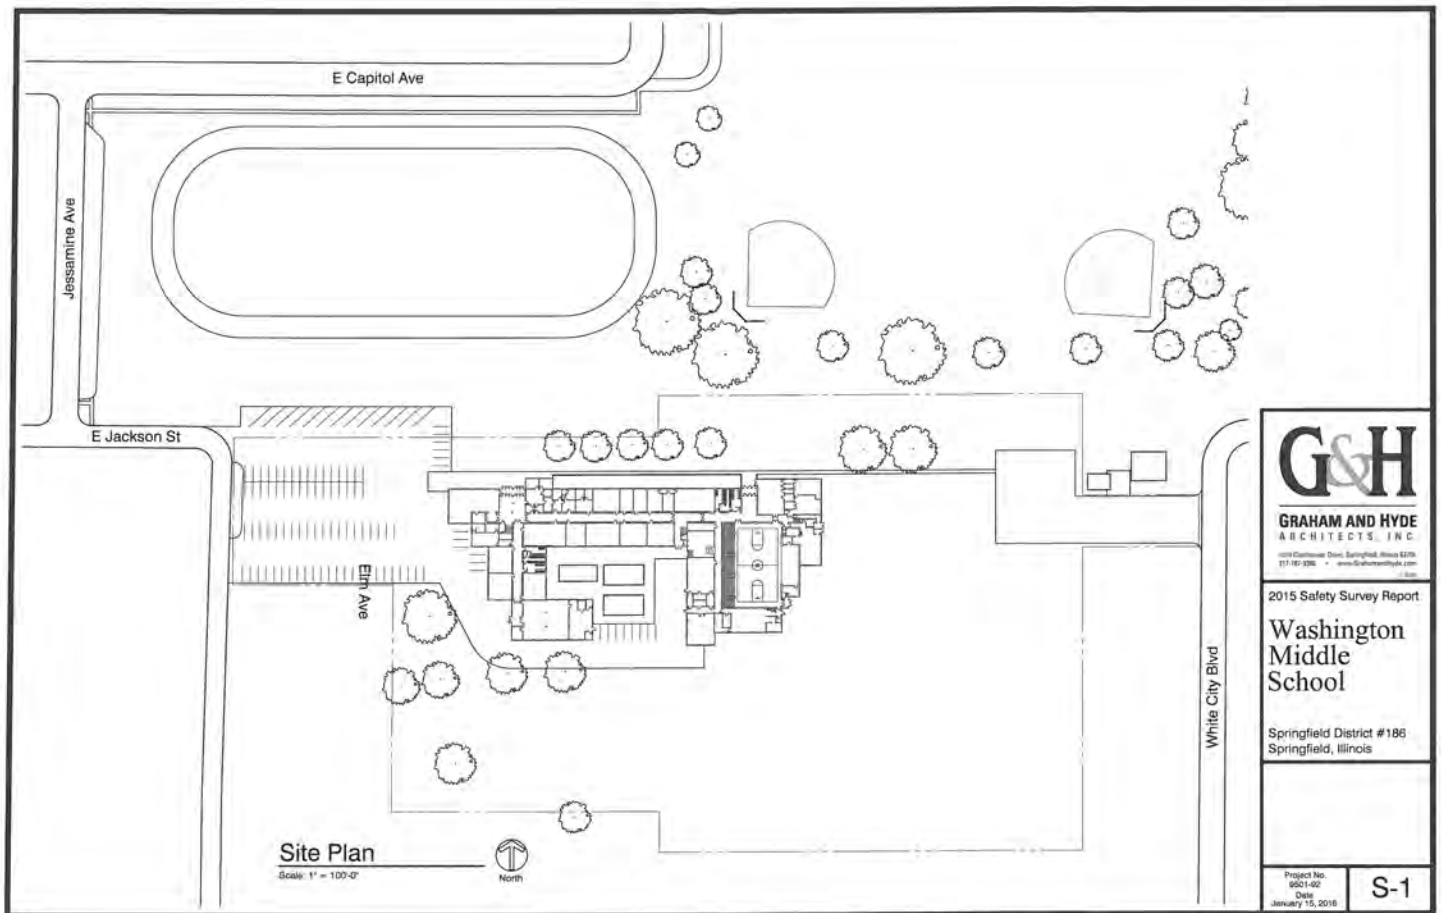 E Capitol Ave
Jessamine Ave
E Jackson St
Elm Ave
White City Blvd
Site Plan
Scale: 1" = 100'-0"
North
G&H
GRAHAM AND HYDE
ARCHITECTS, INC.
2015 Safety Survey Report
Washington
Middle
School
Springfield District #186
Springfield, Illinois
Project No.
9501-92
Date
January 15, 2016
S-1